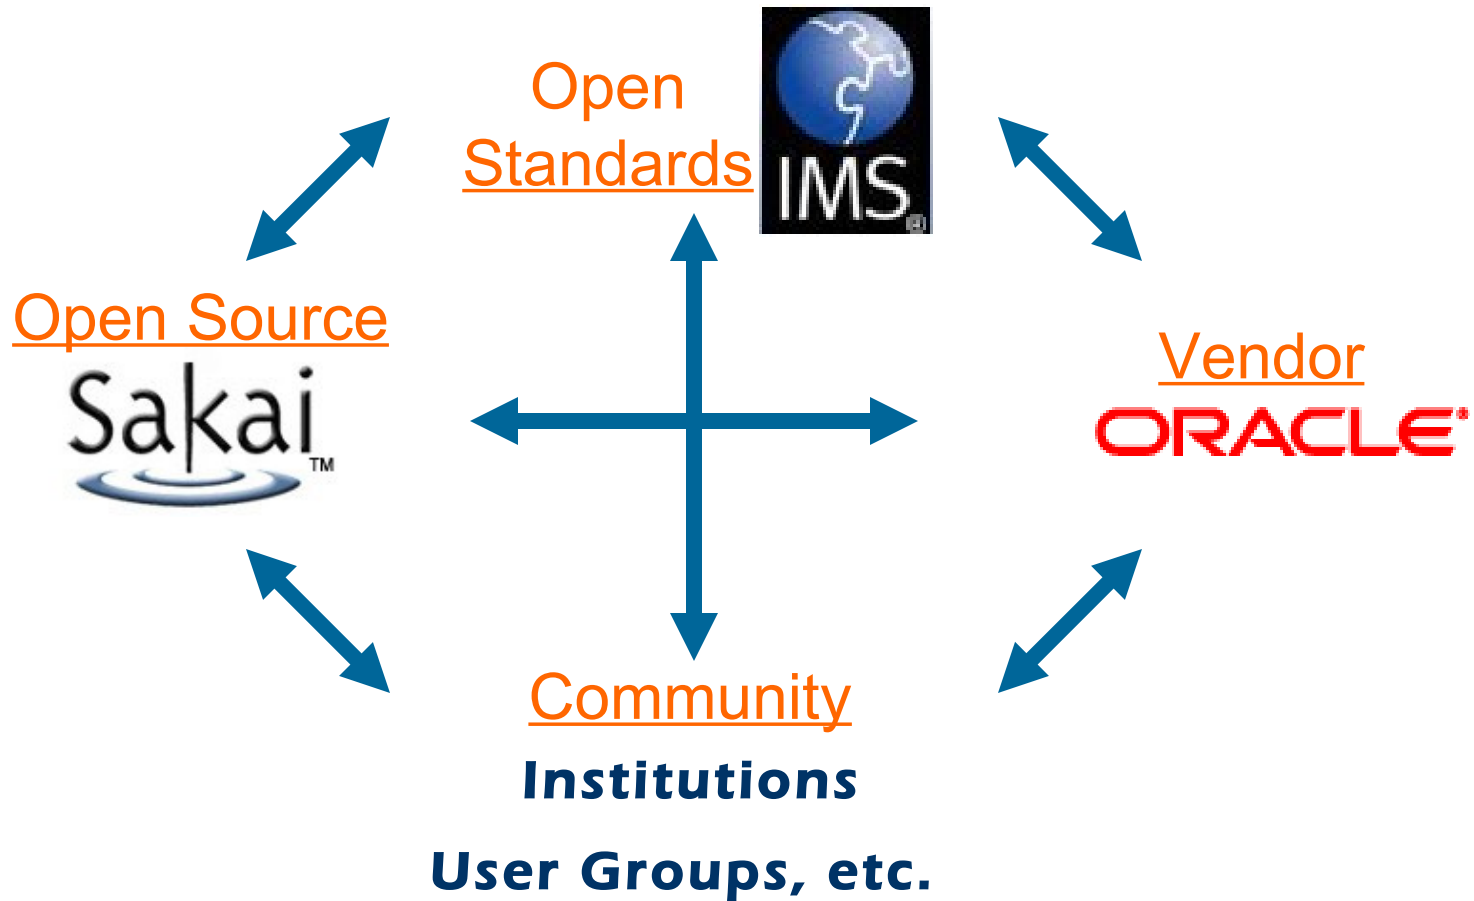 Open
Standards
IMS
Open Source
Sakai
TM
Vendor
ORACLE®
Community
Institutions
User Groups, etc.